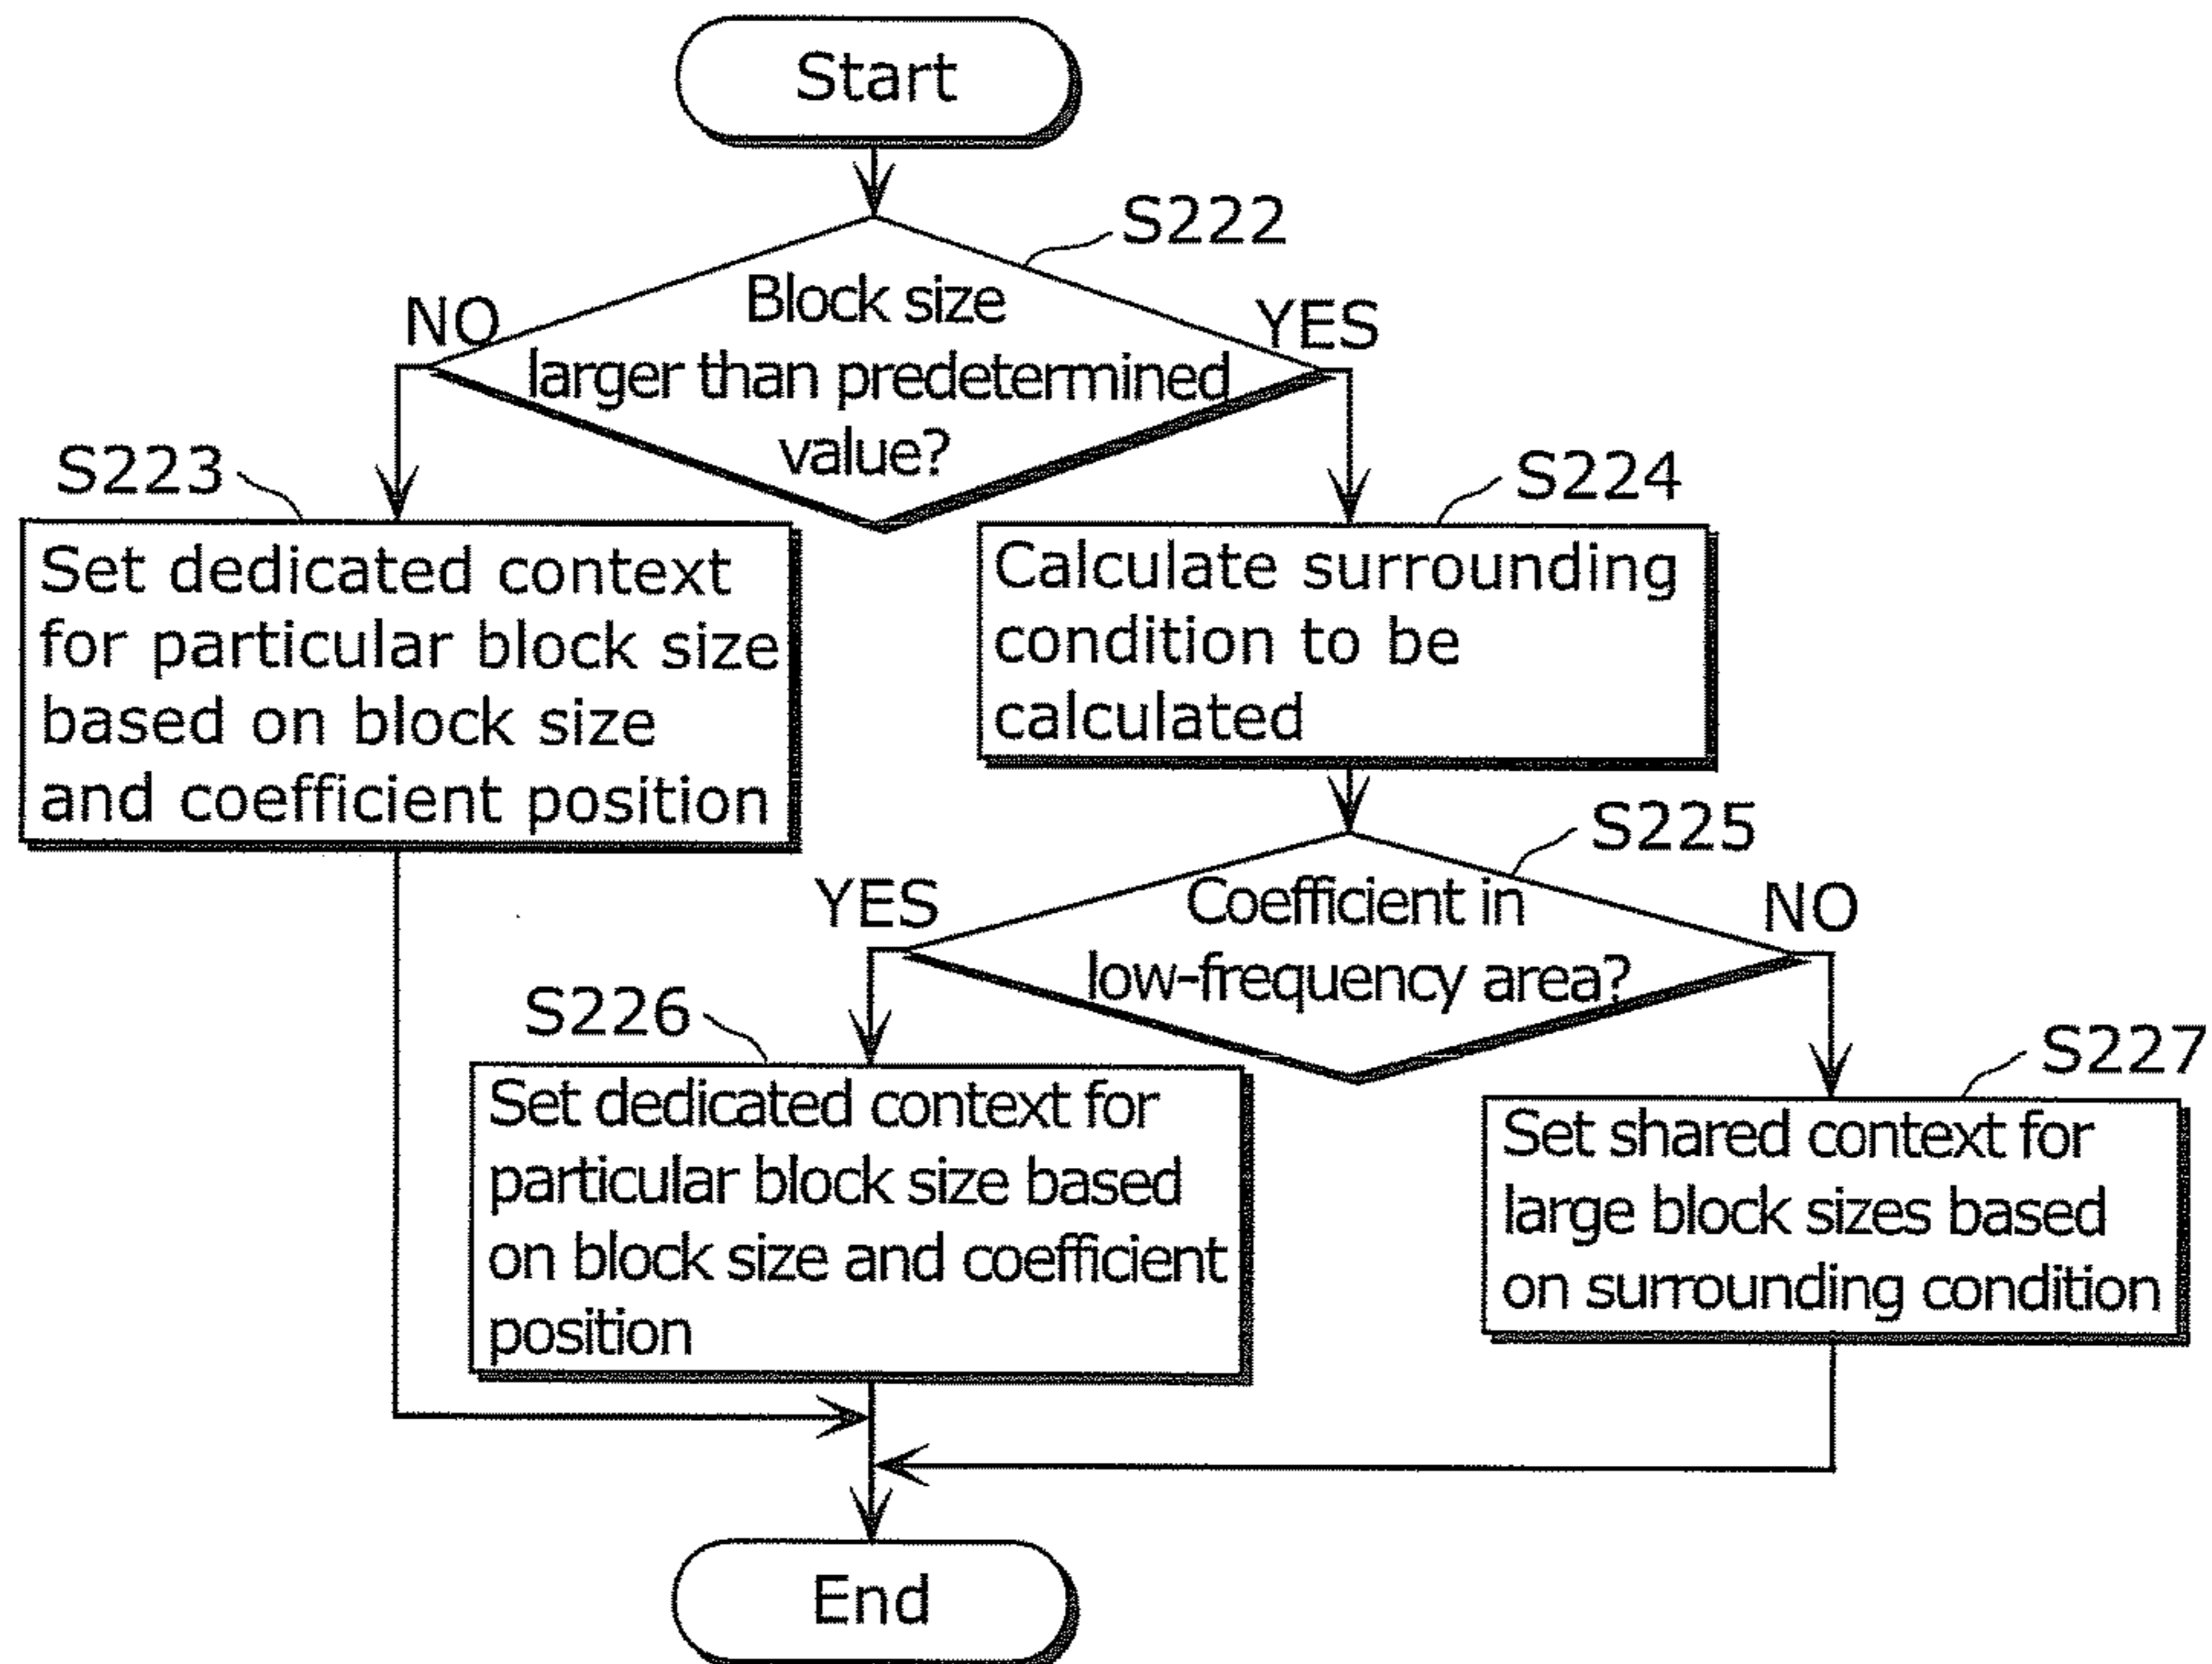 Start
S222
Block size
larger than predetermined
value?
NO
YES
S223
Set dedicated context
for particular block size
based on block size
and coefficient position
S224
Calculate surrounding
condition to be
calculated
S225
Coefficient in
low-frequency area?
YES
NO
S226
Set dedicated context for
particular block size based
on block size and coefficient
position
S227
Set shared context for
large block sizes based
on surrounding condition
End